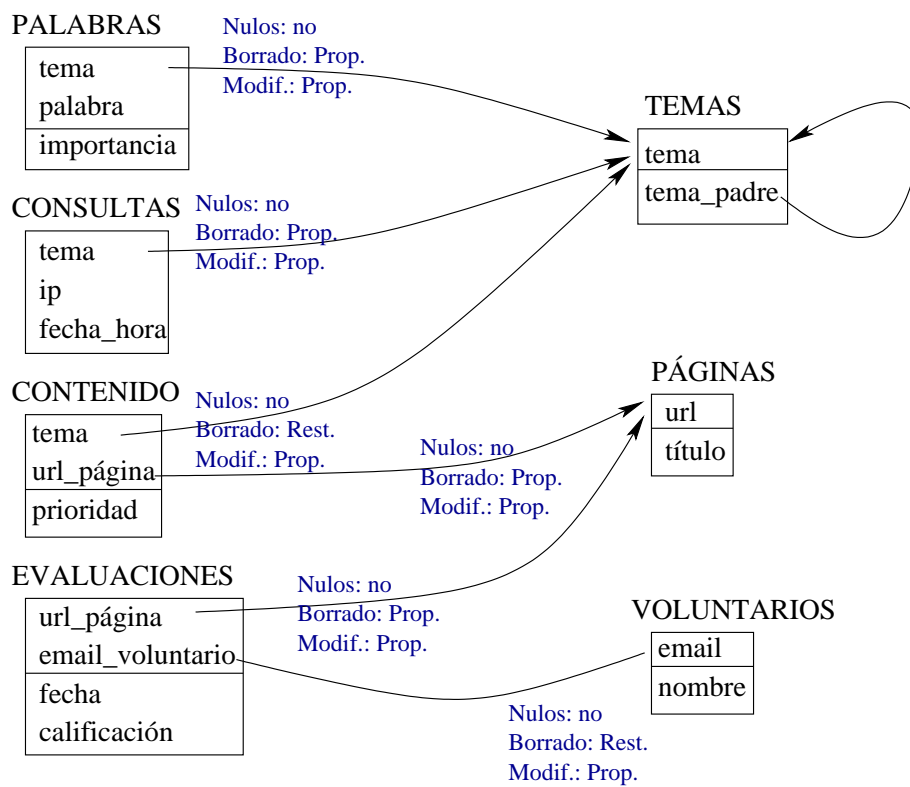 PALABRAS
tema
palabra
importancia
Nulos: no
Borrado: Prop.
Modif.: Prop.
TEMAS
tema
tema_padre
CONSULTAS
tema
ip
fecha_hora
Nulos: no
Borrado: Prop.
Modif.: Prop.
CONTENIDO
tema
url_página
prioridad
Nulos: no
Borrado: Rest.
Modif.: Prop.
Nulos: no
Borrado: Prop.
Modif.: Prop.
PÁGINAS
url
título
EVALUACIONES
url_página
email_voluntario
fecha
calificación
Nulos: no
Borrado: Prop.
Modif.: Prop.
VOLUNTARIOS
email
nombre
Nulos: no
Borrado: Rest.
Modif.: Prop.